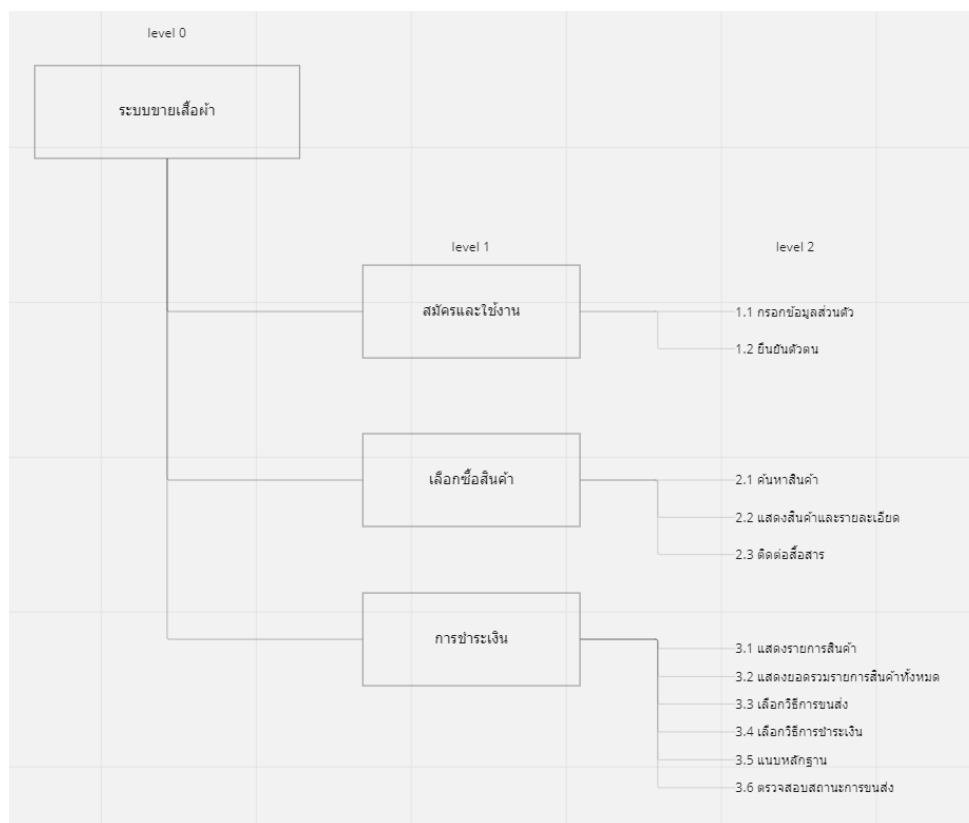 level 0
ระบบขายเสื้อผ้า
level 1
level 2
สมัครและใช้งาน
1.1 กรอกข้อมูลส่วนตัว
1.2 ยืนยันตัวตน
เลือกซื้อสินค้า
2.1 ค้นหาสินค้า
2.2 แสดงสินค้าและรายละเอียด
2.3 ติดต่อสื้อสาร
การชำระเงิน
3.1 แสดงรายการสินค้า
3.2 แสดงยอดรวมรายการสินค้าทั้งหมด
3.3 เลือกวิธีการขนส่ง
3.4 เลือกวิธีการชำระเงิน
3.5 แนบหลักฐาน
3.6 ตรวจสอบสถานะการขนส่ง